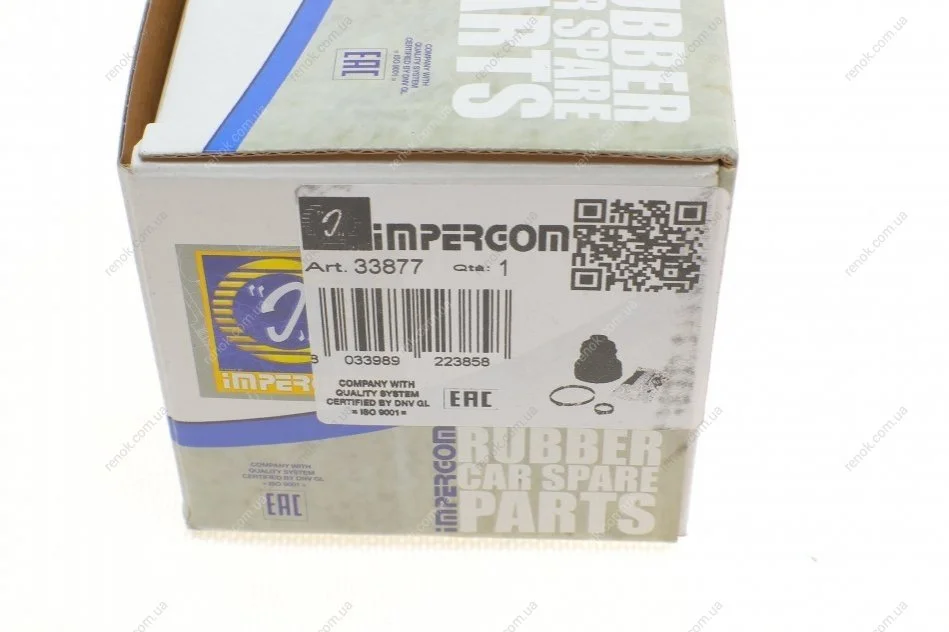 RUBBER
CAR SPARE
PARTS
COMPANY WITH
QUALITY SYSTEM
CERTIFIED BY DNV GL
= ISO 9001 =
EAC
iMPERGOM
Art. 33877 Qta: 1
8 033989 223858
COMPANY WITH
QUALITY SYSTEM
CERTIFIED BY DNV GL
= ISO 9001 =
EAC
iMPERG
iMPERGOM
RUBBER
CAR SPARE
PARTS
COMPANY WITH
QUALITY SYSTEM
CERTIFIED BY DNV GL
= ISO 9001 =
EAC
renok.com.ua